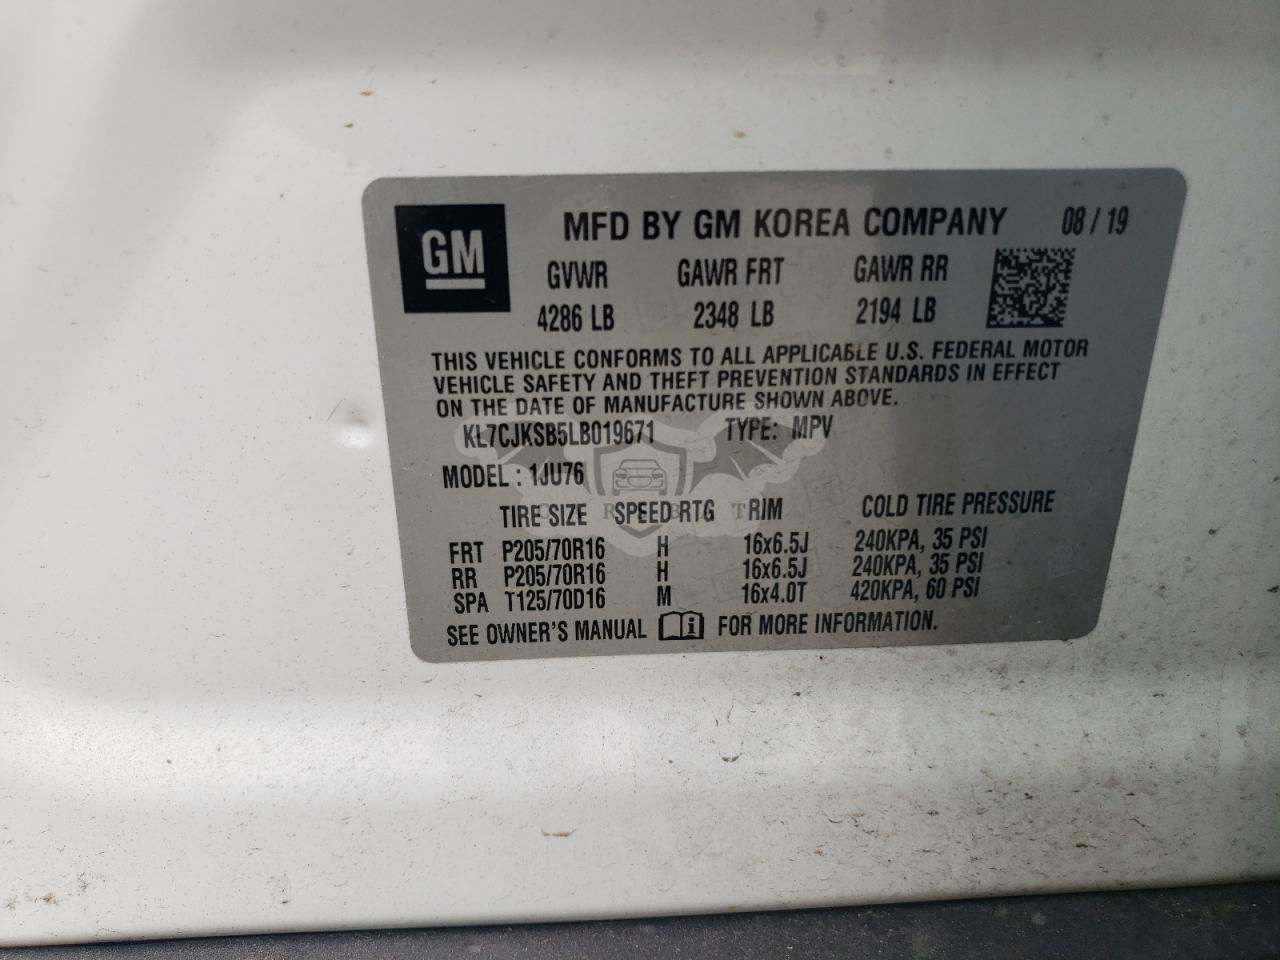 GM
MFD BY GM KOREA COMPANY 08 / 19
GVWR GAWR FRT GAWR RR
4286 LB 2348 LB 2194 LB
THIS VEHICLE CONFORMS TO ALL APPLICABLE U.S. FEDERAL MOTOR
VEHICLE SAFETY AND THEFT PREVENTION STANDARDS IN EFFECT
ON THE DATE OF MANUFACTURE SHOWN ABOVE.
KL7CJKSB5LB019671 TYPE: MPV
MODEL : 1JU76
TIRE SIZE SPEED RTG RIM COLD TIRE PRESSURE
FRT P205/70R16 H 16x6.5J 240KPA, 35 PSI
RR P205/70R16 H 16x6.5J 240KPA, 35 PSI
SPA T125/70D16 M 16x4.0T 420KPA, 60 PSI
SEE OWNER'S MANUAL FOR MORE INFORMATION.